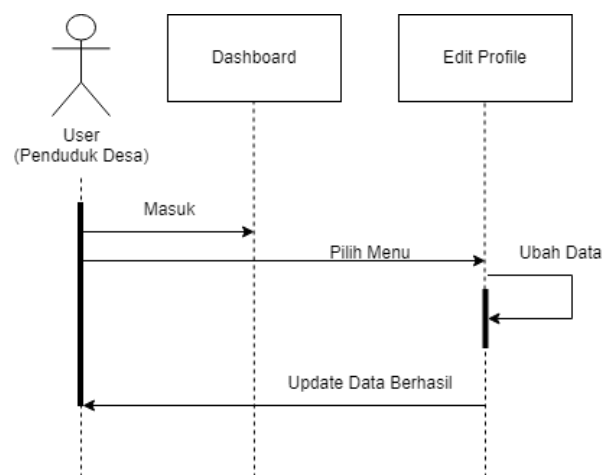 Dashboard
Edit Profile
User
(Penduduk Desa)
Masuk
Pilih Menu
Ubah Data
Update Data Berhasil